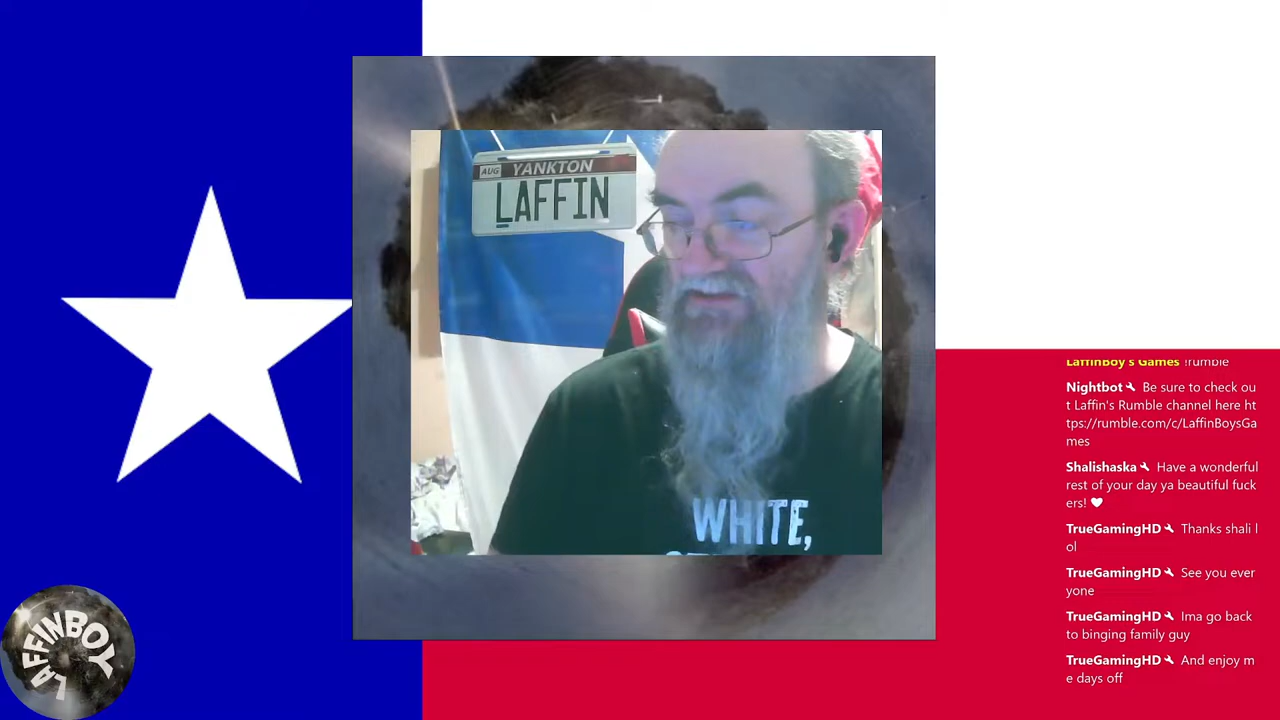 AUG YANKTON
LAFFIN
WHITE,
LaffinBoy's Games !rumble
Nightbot Be sure to check ou
t Laffin's Rumble channel here ht
tps://rumble.com/c/LaffinBoysGa
mes
Shalishaska Have a wonderful
rest of your day ya beautiful fuck
ers!
TrueGamingHD Thanks shali l
ol
TrueGamingHD See you ever
yone
TrueGamingHD Ima go back
to binging family guy
TrueGamingHD And enjoy m
e days off
LAFFINBOY